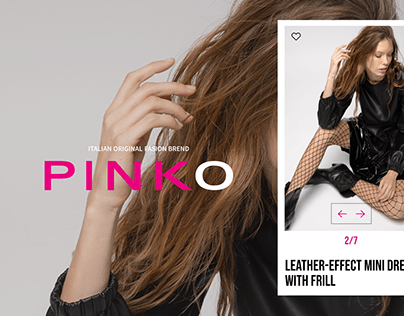 ITALIAN ORIGINAL FASION BREND
PINKO
2/7
LEATHER-EFFECT MINI DRE
WITH FRILL